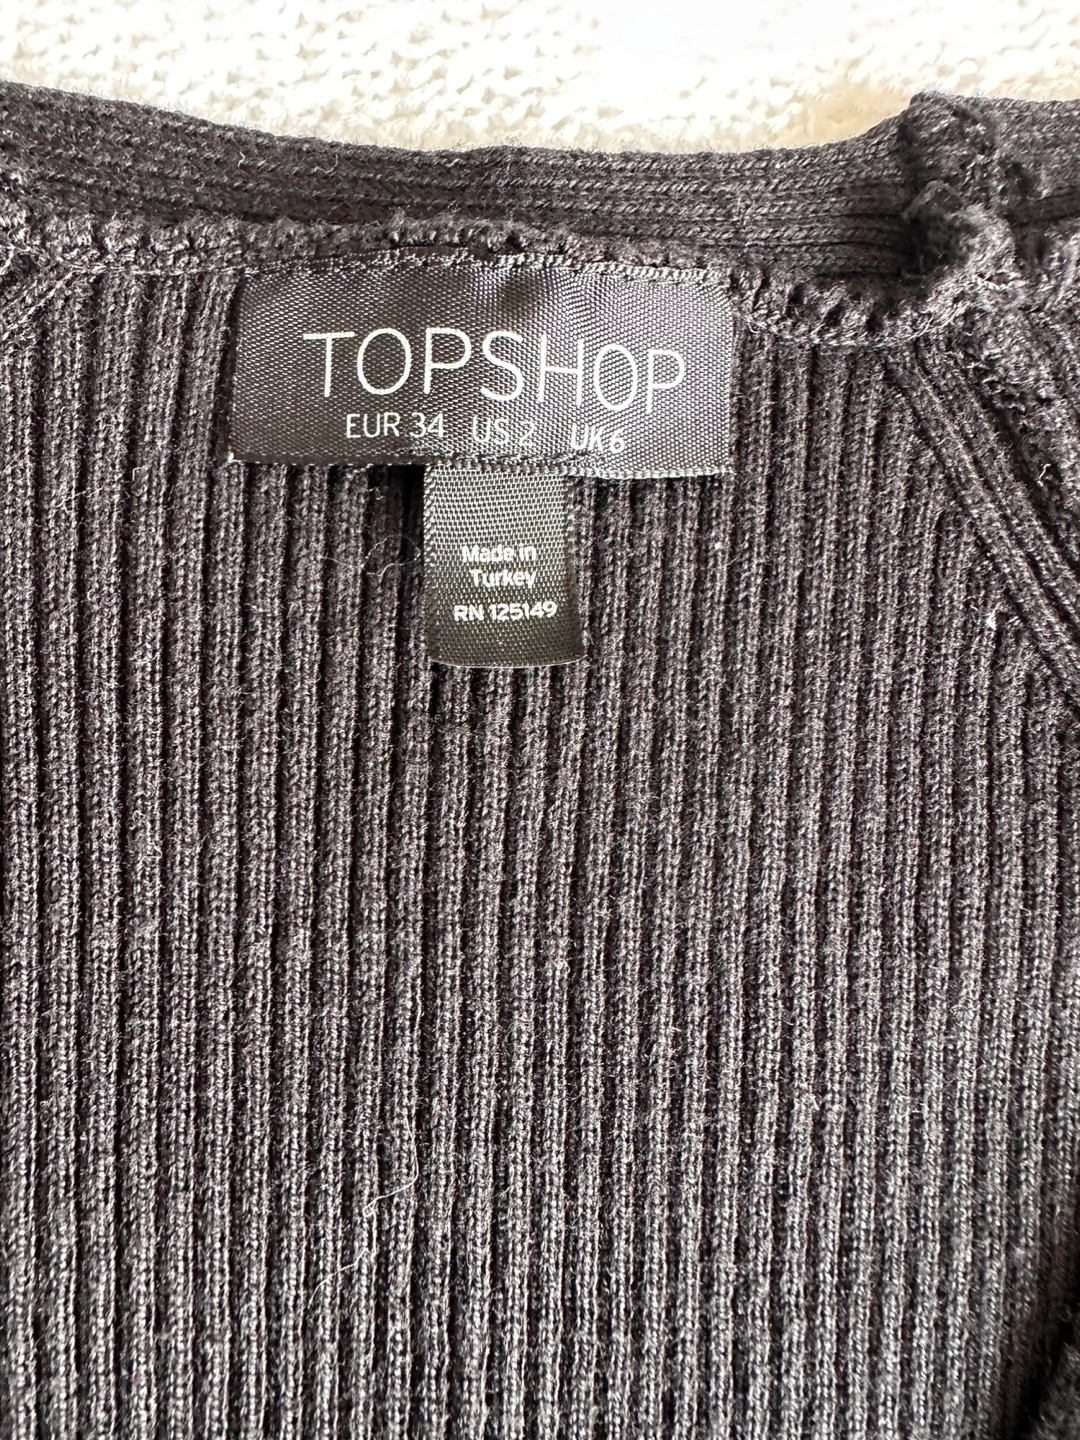 TOPSHOP
EUR 34 US 2 UK 6
Made in
Turkey
RN 125149